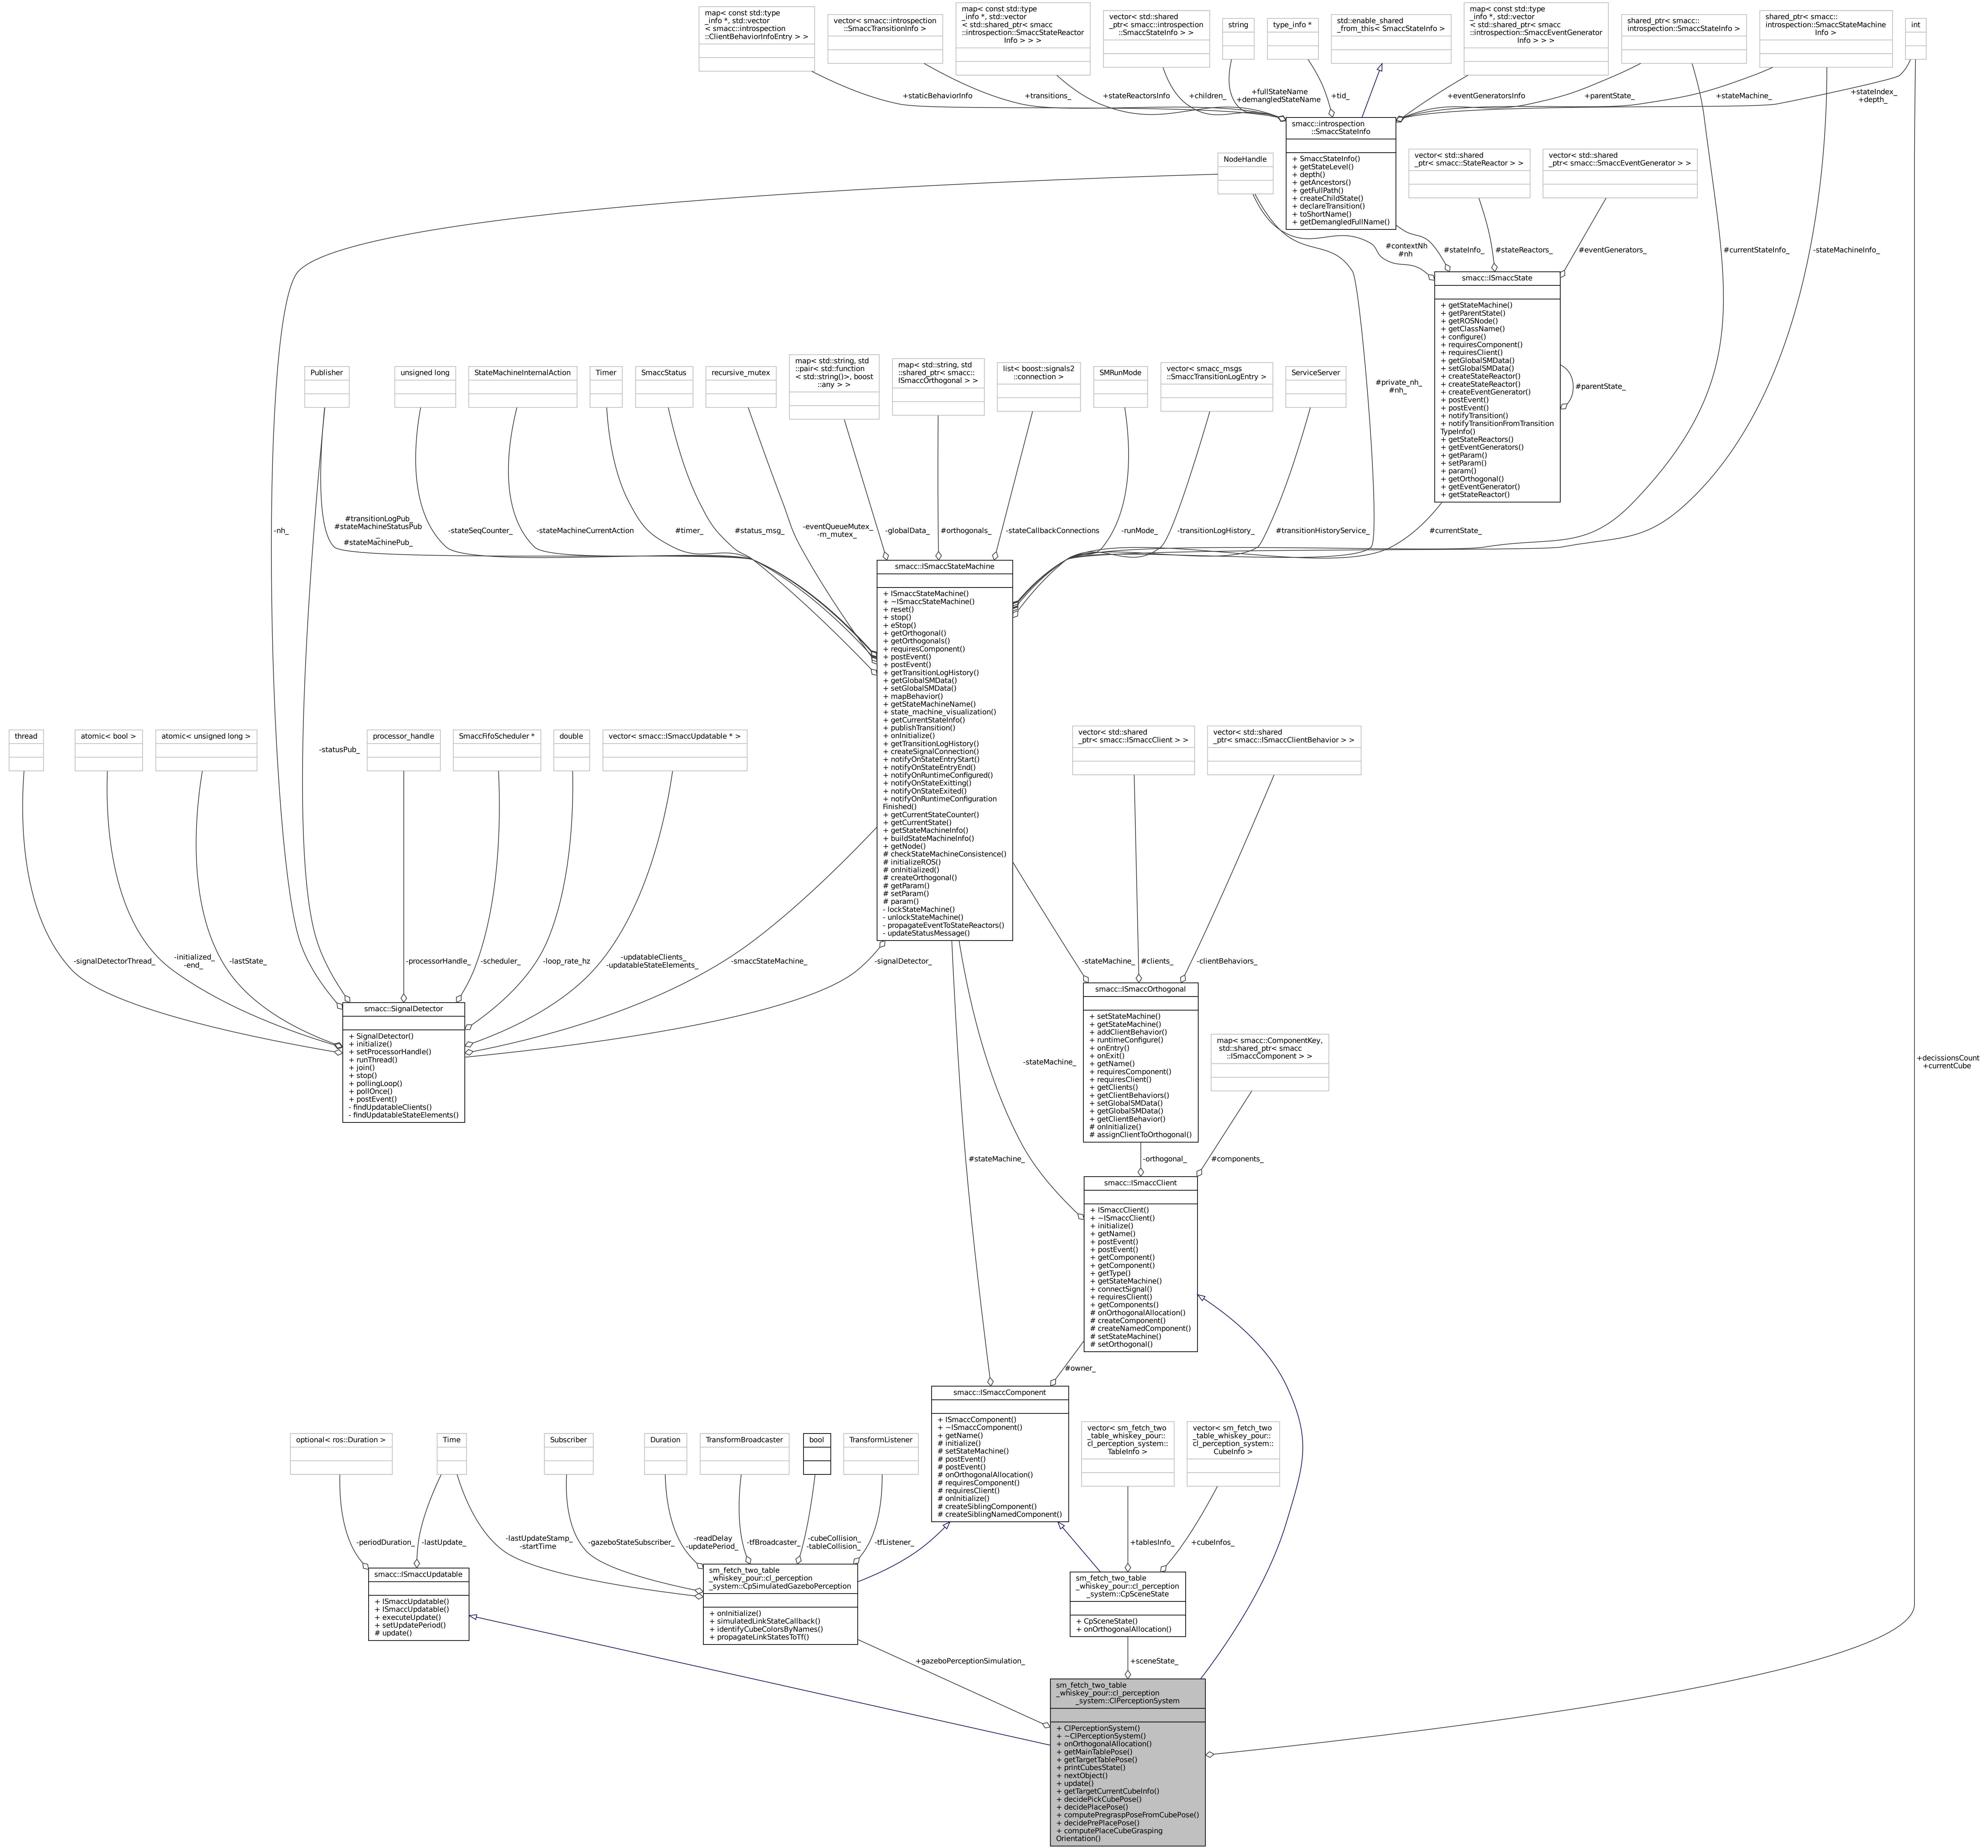 map< const std::type
_info *, std::vector
< smacc::introspection
::ClientBehaviorInfoEntry > >
vector< smacc::introspection
::SmaccTransitionInfo >
map< const std::type
_info *, std::vector
< std::shared_ptr< smacc
::introspection::SmaccStateReactor
Info > > >
vector< std::shared
_ptr< smacc::introspection
::SmaccStateInfo > >
string
type_info *
std::enable_shared
_from_this< SmaccStateInfo >
map< const std::type
_info *, std::vector
< std::shared_ptr< smacc
::introspection::SmaccEventGenerator
Info > > >
shared_ptr< smacc::
introspection::SmaccStateInfo >
shared_ptr< smacc::
introspection::SmaccStateMachine
Info >
int
+staticBehaviorInfo
+transitions_
+stateReactorsInfo
+children_
+fullStateName
+demangledStateName
+tid_
+eventGeneratorsInfo
+parentState_
+stateMachine_
+stateIndex_
+depth_
smacc::introspection
::SmaccStateInfo
+ SmaccStateInfo()
+ getStateLevel()
+ depth()
+ getAncestors()
+ getFullPath()
+ createChildState()
+ declareTransition()
+ toShortName()
+ getDemangledFullName()
NodeHandle
vector< std::shared
_ptr< smacc::StateReactor > >
vector< std::shared
_ptr< smacc::SmaccEventGenerator > >
#contextNh
#nh
#stateInfo_
#stateReactors_
#eventGenerators_
#currentStateInfo_
-stateMachineInfo_
smacc::ISmaccState
+ getStateMachine()
+ getParentState()
+ getROSNode()
+ getClassName()
+ configure()
+ requiresComponent()
+ requiresClient()
+ getGlobalSMData()
+ setGlobalSMData()
+ createStateReactor()
+ createStateReactor()
+ createEventGenerator()
+ postEvent()
+ postEvent()
+ notifyTransition()
+ notifyTransitionFromTransition
TypeInfo()
+ getStateReactors()
+ getEventGenerators()
+ getParam()
+ setParam()
+ param()
+ getOrthogonal()
+ getEventGenerator()
+ getStateReactor()
#parentState_
#private_nh_
#nh_
Publisher
unsigned long
StateMachineInternalAction
Timer
SmaccStatus
recursive_mutex
map< std::string, std
::pair< std::function
< std::string()>, boost
::any > >
map< std::string, std
::shared_ptr< smacc::
ISmaccOrthogonal > >
list< boost::signals2
::connection >
SMRunMode
vector< smacc_msgs
::SmaccTransitionLogEntry >
ServiceServer
-nh_
#transitionLogPub_
#stateMachineStatusPub
_
#stateMachinePub_
-stateSeqCounter_
-stateMachineCurrentAction
#timer_
#status_msg_
-eventQueueMutex_
-m_mutex_
-globalData_
#orthogonals_
-stateCallbackConnections
-runMode_
-transitionLogHistory_
#transitionHistoryService_
#currentState_
smacc::ISmaccStateMachine
+ ISmaccStateMachine()
+ ~ISmaccStateMachine()
+ reset()
+ stop()
+ eStop()
+ getOrthogonal()
+ getOrthogonals()
+ requiresComponent()
+ postEvent()
+ postEvent()
+ getTransitionLogHistory()
+ getGlobalSMData()
+ setGlobalSMData()
+ mapBehavior()
+ getStateMachineName()
+ state_machine_visualization()
+ getCurrentStateInfo()
+ publishTransition()
+ onInitialize()
+ getTransitionLogHistory()
+ createSignalConnection()
+ notifyOnStateEntryStart()
+ notifyOnStateEntryEnd()
+ notifyOnRuntimeConfigured()
+ notifyOnStateExitting()
+ notifyOnStateExited()
+ notifyOnRuntimeConfiguration
Finished()
+ getCurrentStateCounter()
+ getCurrentState()
+ getStateMachineInfo()
+ buildStateMachineInfo()
+ getNode()
# checkStateMachineConsistence()
# initializeROS()
# onInitialized()
# createOrthogonal()
# getParam()
# setParam()
# param()
- lockStateMachine()
- unlockStateMachine()
- propagateEventToStateReactors()
- updateStatusMessage()
thread
atomic< bool >
atomic< unsigned long >
-statusPub_
processor_handle
SmaccFifoScheduler *
double
vector< smacc::ISmaccUpdatable * >
vector< std::shared
_ptr< smacc::ISmaccClient > >
vector< std::shared
_ptr< smacc::ISmaccClientBehavior > >
-signalDetectorThread_
-initialized_
-end_
-lastState_
-processorHandle_
-scheduler_
-loop_rate_hz
-updatableClients_
-updatableStateElements_
-smaccStateMachine_
-signalDetector_
-stateMachine_
#clients_
-clientBehaviors_
smacc::SignalDetector
+ SignalDetector()
+ initialize()
+ setProcessorHandle()
+ runThread()
+ join()
+ stop()
+ pollingLoop()
+ pollOnce()
+ postEvent()
- findUpdatableClients()
- findUpdatableStateElements()
smacc::ISmaccOrthogonal
+ setStateMachine()
+ getStateMachine()
+ addClientBehavior()
+ runtimeConfigure()
+ onEntry()
+ onExit()
+ getName()
+ requiresComponent()
+ requiresClient()
+ getClients()
+ getClientBehaviors()
+ setGlobalSMData()
+ getGlobalSMData()
+ getClientBehavior()
# onInitialize()
# assignClientToOrthogonal()
map< smacc::ComponentKey,
std::shared_ptr< smacc
::ISmaccComponent > >
+decissionsCount
+currentCube
-stateMachine_
#stateMachine_
-orthogonal_
#components_
smacc::ISmaccClient
+ ISmaccClient()
+ ~ISmaccClient()
+ initialize()
+ getName()
+ postEvent()
+ postEvent()
+ getComponent()
+ getComponent()
+ getType()
+ getStateMachine()
+ connectSignal()
+ requiresClient()
+ getComponents()
# onOrthogonalAllocation()
# createComponent()
# createNamedComponent()
# setStateMachine()
# setOrthogonal()
#owner_
smacc::ISmaccComponent
+ ISmaccComponent()
+ ~ISmaccComponent()
+ getName()
# initialize()
# setStateMachine()
# postEvent()
# postEvent()
# onOrthogonalAllocation()
# requiresComponent()
# requiresClient()
# onInitialize()
# createSiblingComponent()
# createSiblingNamedComponent()
optional< ros::Duration >
Time
Subscriber
Duration
TransformBroadcaster
bool
TransformListener
vector< sm_fetch_two
_table_whiskey_pour::
cl_perception_system::
TableInfo >
vector< sm_fetch_two
_table_whiskey_pour::
cl_perception_system::
CubeInfo >
-periodDuration_
-lastUpdate_
-lastUpdateStamp_
-startTime
-gazeboStateSubscriber_
-readDelay
-updatePeriod_
-tfBroadcaster_
-cubeCollision_
-tableCollision_
-tfListener_
+tablesInfo_
+cubeInfos_
smacc::ISmaccUpdatable
+ ISmaccUpdatable()
+ ISmaccUpdatable()
+ executeUpdate()
+ setUpdatePeriod()
# update()
sm_fetch_two_table
_whiskey_pour::cl_perception
_system::CpSimulatedGazeboPerception
+ onInitialize()
+ simulatedLinkStateCallback()
+ identifyCubeColorsByNames()
+ propagateLinkStatesToTf()
sm_fetch_two_table
_whiskey_pour::cl_perception
_system::CpSceneState
+ CpSceneState()
+ onOrthogonalAllocation()
+gazeboPerceptionSimulation_
+sceneState_
sm_fetch_two_table
_whiskey_pour::cl_perception
_system::ClPerceptionSystem
+ ClPerceptionSystem()
+ ~ClPerceptionSystem()
+ onOrthogonalAllocation()
+ getMainTablePose()
+ getTargetTablePose()
+ printCubesState()
+ nextObject()
+ update()
+ getTargetCurrentCubeInfo()
+ decidePickCubePose()
+ decidePlacePose()
+ computePregraspPoseFromCubePose()
+ decidePrePlacePose()
+ computePlaceCubeGrasping
Orientation()